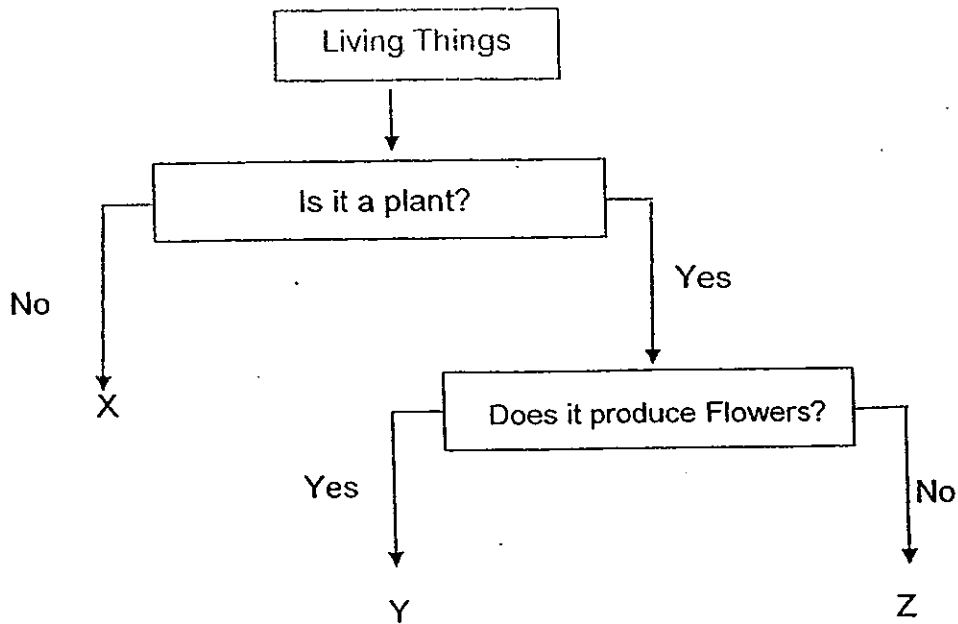 Living Things
Is it a plant?
No
Yes
X
Does it produce Flowers?
Yes
No
Y
Z